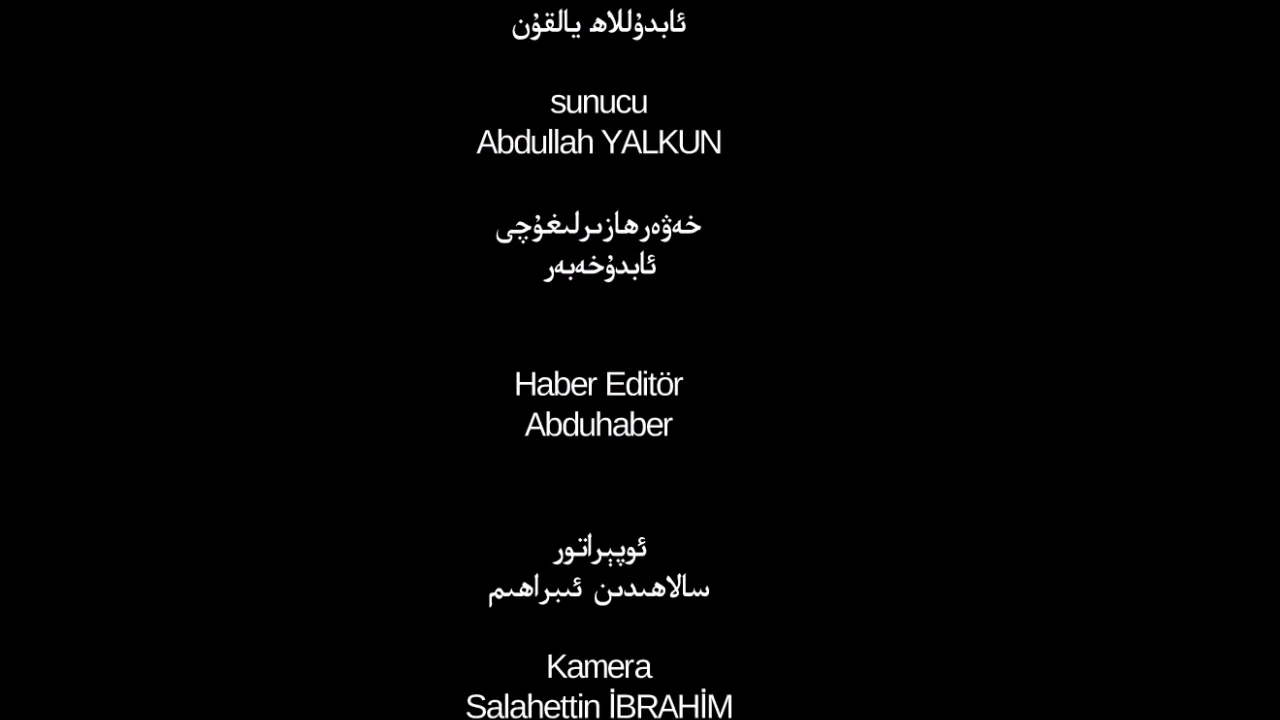 ئابدۇللاھ يالقۇن
sunucu
Abdullah YALKUN
خەۋەرھازىرلىغۇچى
ئابدۇخەبەر
Haber Editör
Abduhaber
ئوپېراتور
سالاھىدىن ئىبراھىم
Kamera
Salahettin İBRAHİM